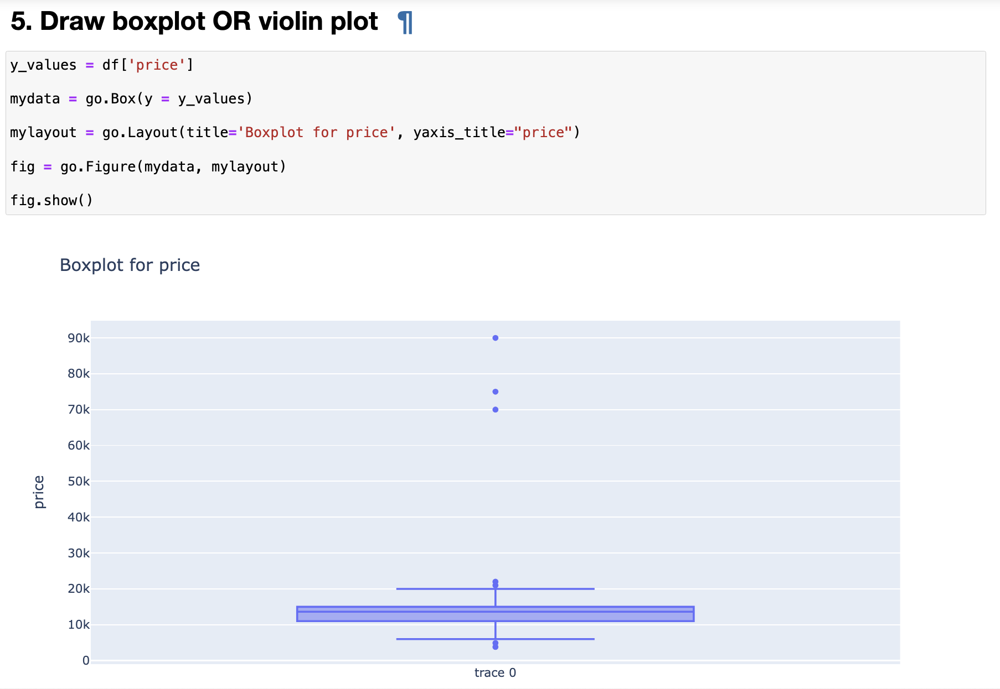 5. Draw boxplot OR violin plot ¶
y_values = df['price']
mydata = go.Box(y = y_values)
mylayout = go.Layout(title='Boxplot for price', yaxis_title="price")
fig = go.Figure(mydata, mylayout)
fig.show()
Boxplot for price
90k
80k
70k
60k
50k
40k
30k
20k
10k
0
price
trace 0